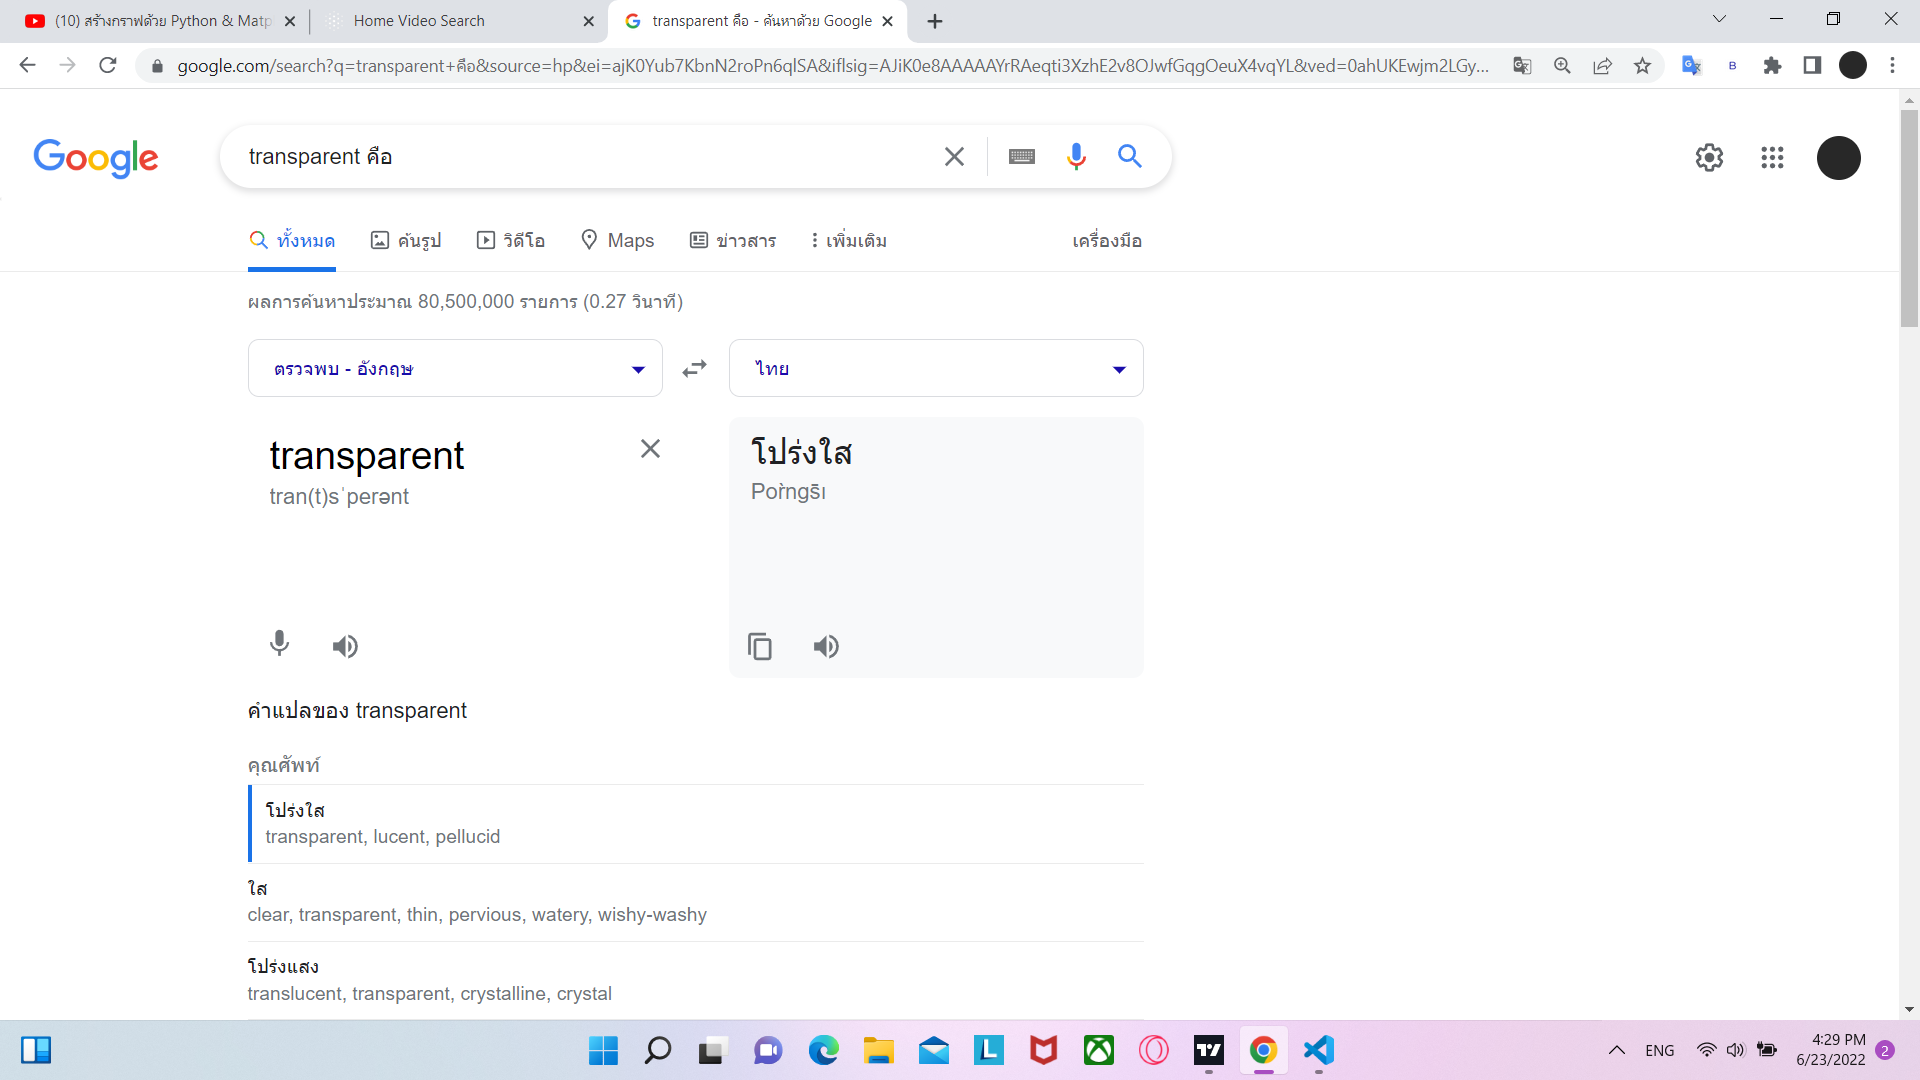 (10) สร้างกราฟด้วย Python & Matp
Home Video Search
transparent คือ - ค้นหาด้วย Google
google.com/search?q=transparent+คือ&source=hp&ei=ajK0Yub7KbnN2roPn6qlSA&iflsig=AJiK0e8AAAAAYrRAeqti3XzhE2v8OJwfGqgOeuX4vqYL&ved=0ahUKEwjm2LGy...
B
Google
transparent คือ
ทั้งหมด
ค้นรูป
วิดีโอ
Maps
ข่าวสาร
เพิ่มเติม
เครื่องมือ
ผลการค้นหาประมาณ 80,500,000 รายการ (0.27 วินาที)
ตรวจพบ - อังกฤษ
ไทย
transparent
tran(t)sˈperənt
โปร่งใส
Por̀ngs̄ı
คำแปลของ transparent
คุณศัพท์
โปร่งใส
transparent, lucent, pellucid
ใส
clear, transparent, thin, pervious, watery, wishy-washy
โปร่งแสง
translucent, transparent, crystalline, crystal
ENG
4:29 PM
6/23/2022
2